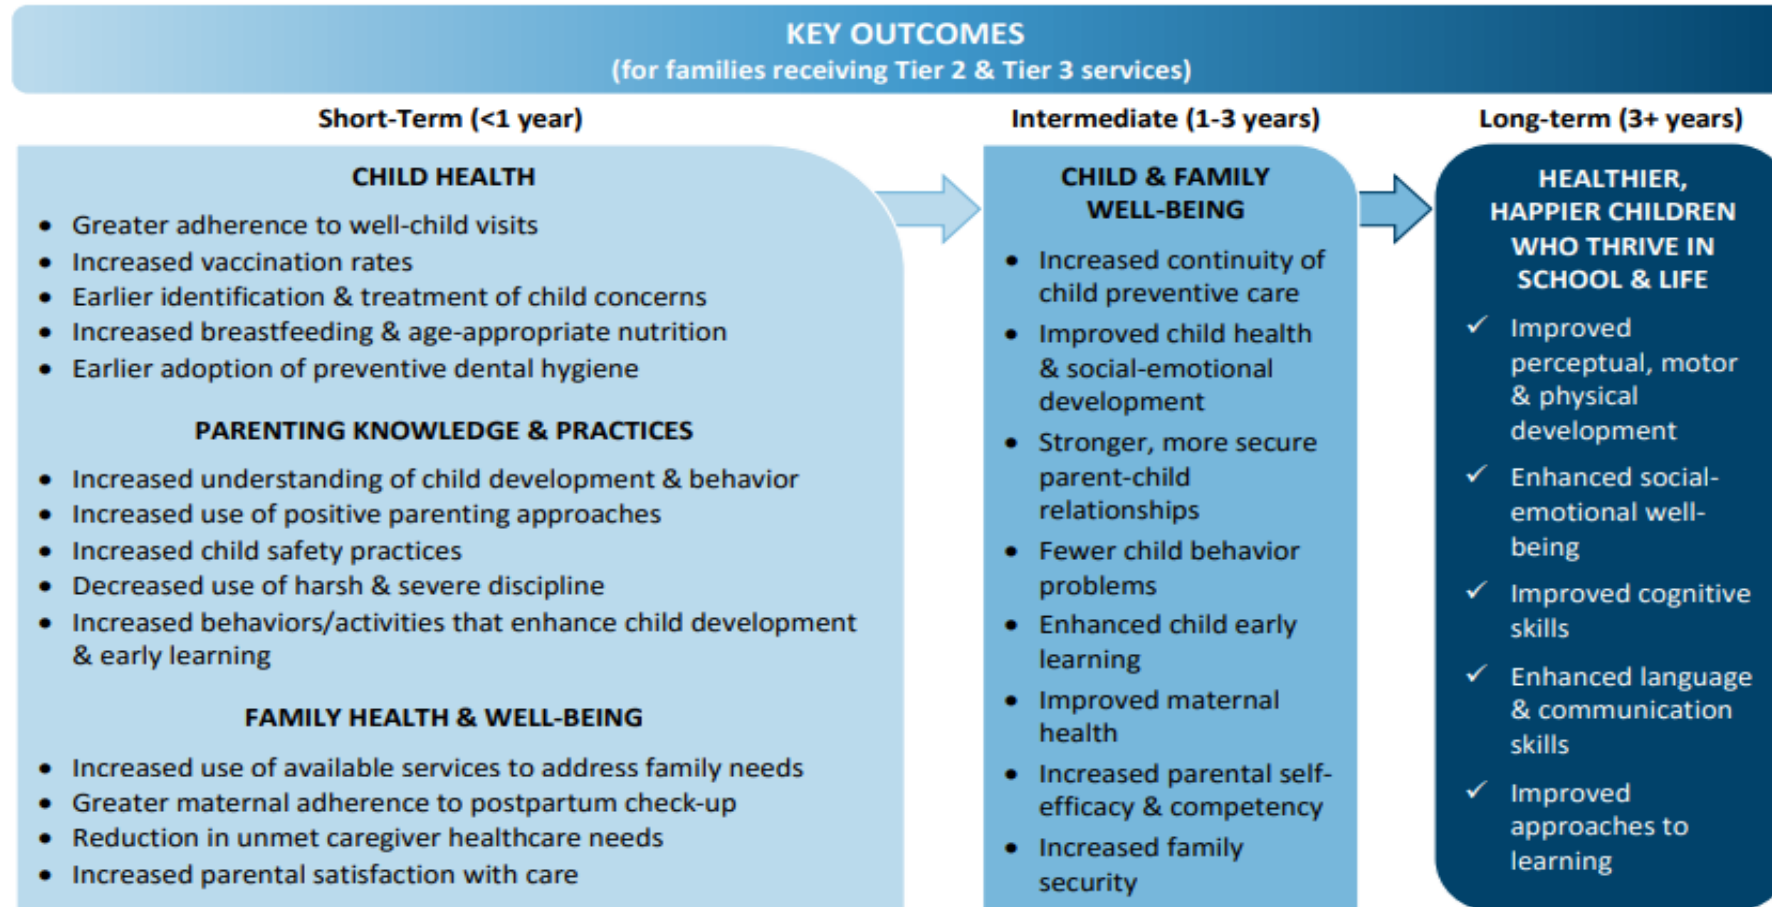 KEY OUTCOMES
(for families receiving Tier 2 & Tier 3 services)
Short-Term (<1 year)
CHILD HEALTH
• Greater adherence to well-child visits
• Increased vaccination rates
• Earlier identification & treatment of child concerns
• Increased breastfeeding & age-appropriate nutrition
• Earlier adoption of preventive dental hygiene
PARENTING KNOWLEDGE & PRACTICES
• Increased understanding of child development & behavior
• Increased use of positive parenting approaches
• Increased child safety practices
• Decreased use of harsh & severe discipline
• Increased behaviors/activities that enhance child development
& early learning
FAMILY HEALTH & WELL-BEING
• Increased use of available services to address family needs
• Greater maternal adherence to postpartum check-up
• Reduction in unmet caregiver healthcare needs
• Increased parental satisfaction with care
Intermediate (1-3 years)
CHILD & FAMILY
WELL-BEING
• Increased continuity of
child preventive care
• Improved child health
& social-emotional
development
• Stronger, more secure
parent-child
relationships
• Fewer child behavior
problems
• Enhanced child early
learning
• Improved maternal
health
• Increased parental self-
efficacy & competency
• Increased family
security
Long-term (3+ years)
HEALTHIER,
HAPPIER CHILDREN
WHO THRIVE IN
SCHOOL & LIFE
✓ Improved
perceptual, motor
& physical
development
✓ Enhanced social-
emotional well-
being
✓ Improved cognitive
skills
✓ Enhanced language
& communication
skills
✓ Improved
approaches to
learning